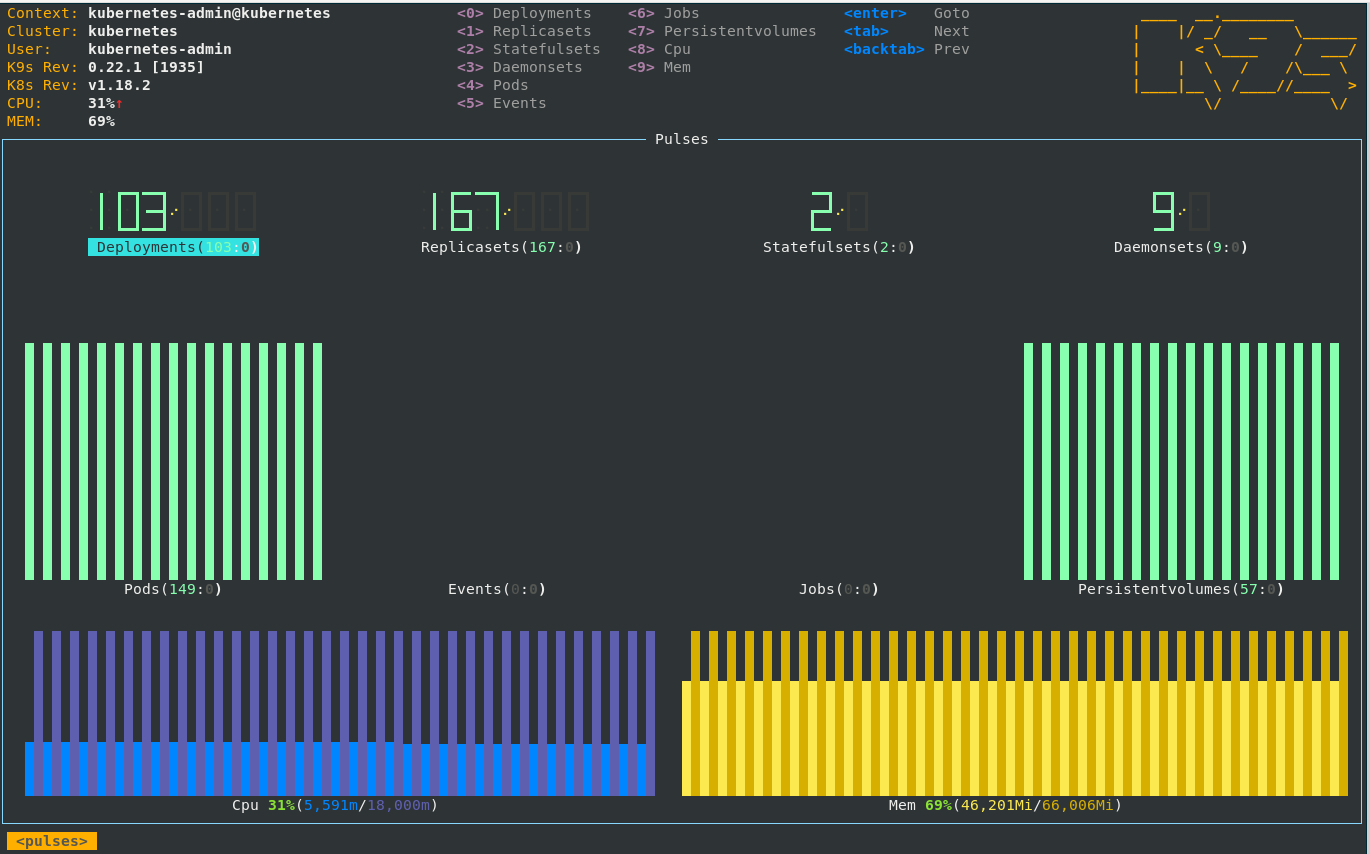 Context: kubernetes-admin@kubernetes <0> Deployments <6> Jobs <enter> Goto
Cluster: kubernetes <1> Replicasets <7> Persistentvolumes <tab> Next
User: kubernetes-admin <2> Statefulsets <8> Cpu <backtab> Prev
K9s Rev: 0.22.1 [1935] <3> Daemonsets <9> Mem
K8s Rev: v1.18.2 <4> Pods
CPU: 31%↑ <5> Events
MEM: 69%
K9s
Pulses
103 000 167 000 2 0 9 0
Deployments(103:0) Replicasets(167:0) Statefulsets(2:0) Daemonsets(9:0)
Pods(149:0) Events(0:0) Jobs(0:0) Persistentvolumes(57:0)
Cpu 31%(5,591m/18,000m) Mem 69%(46,201Mi/66,006Mi)
<pulses>